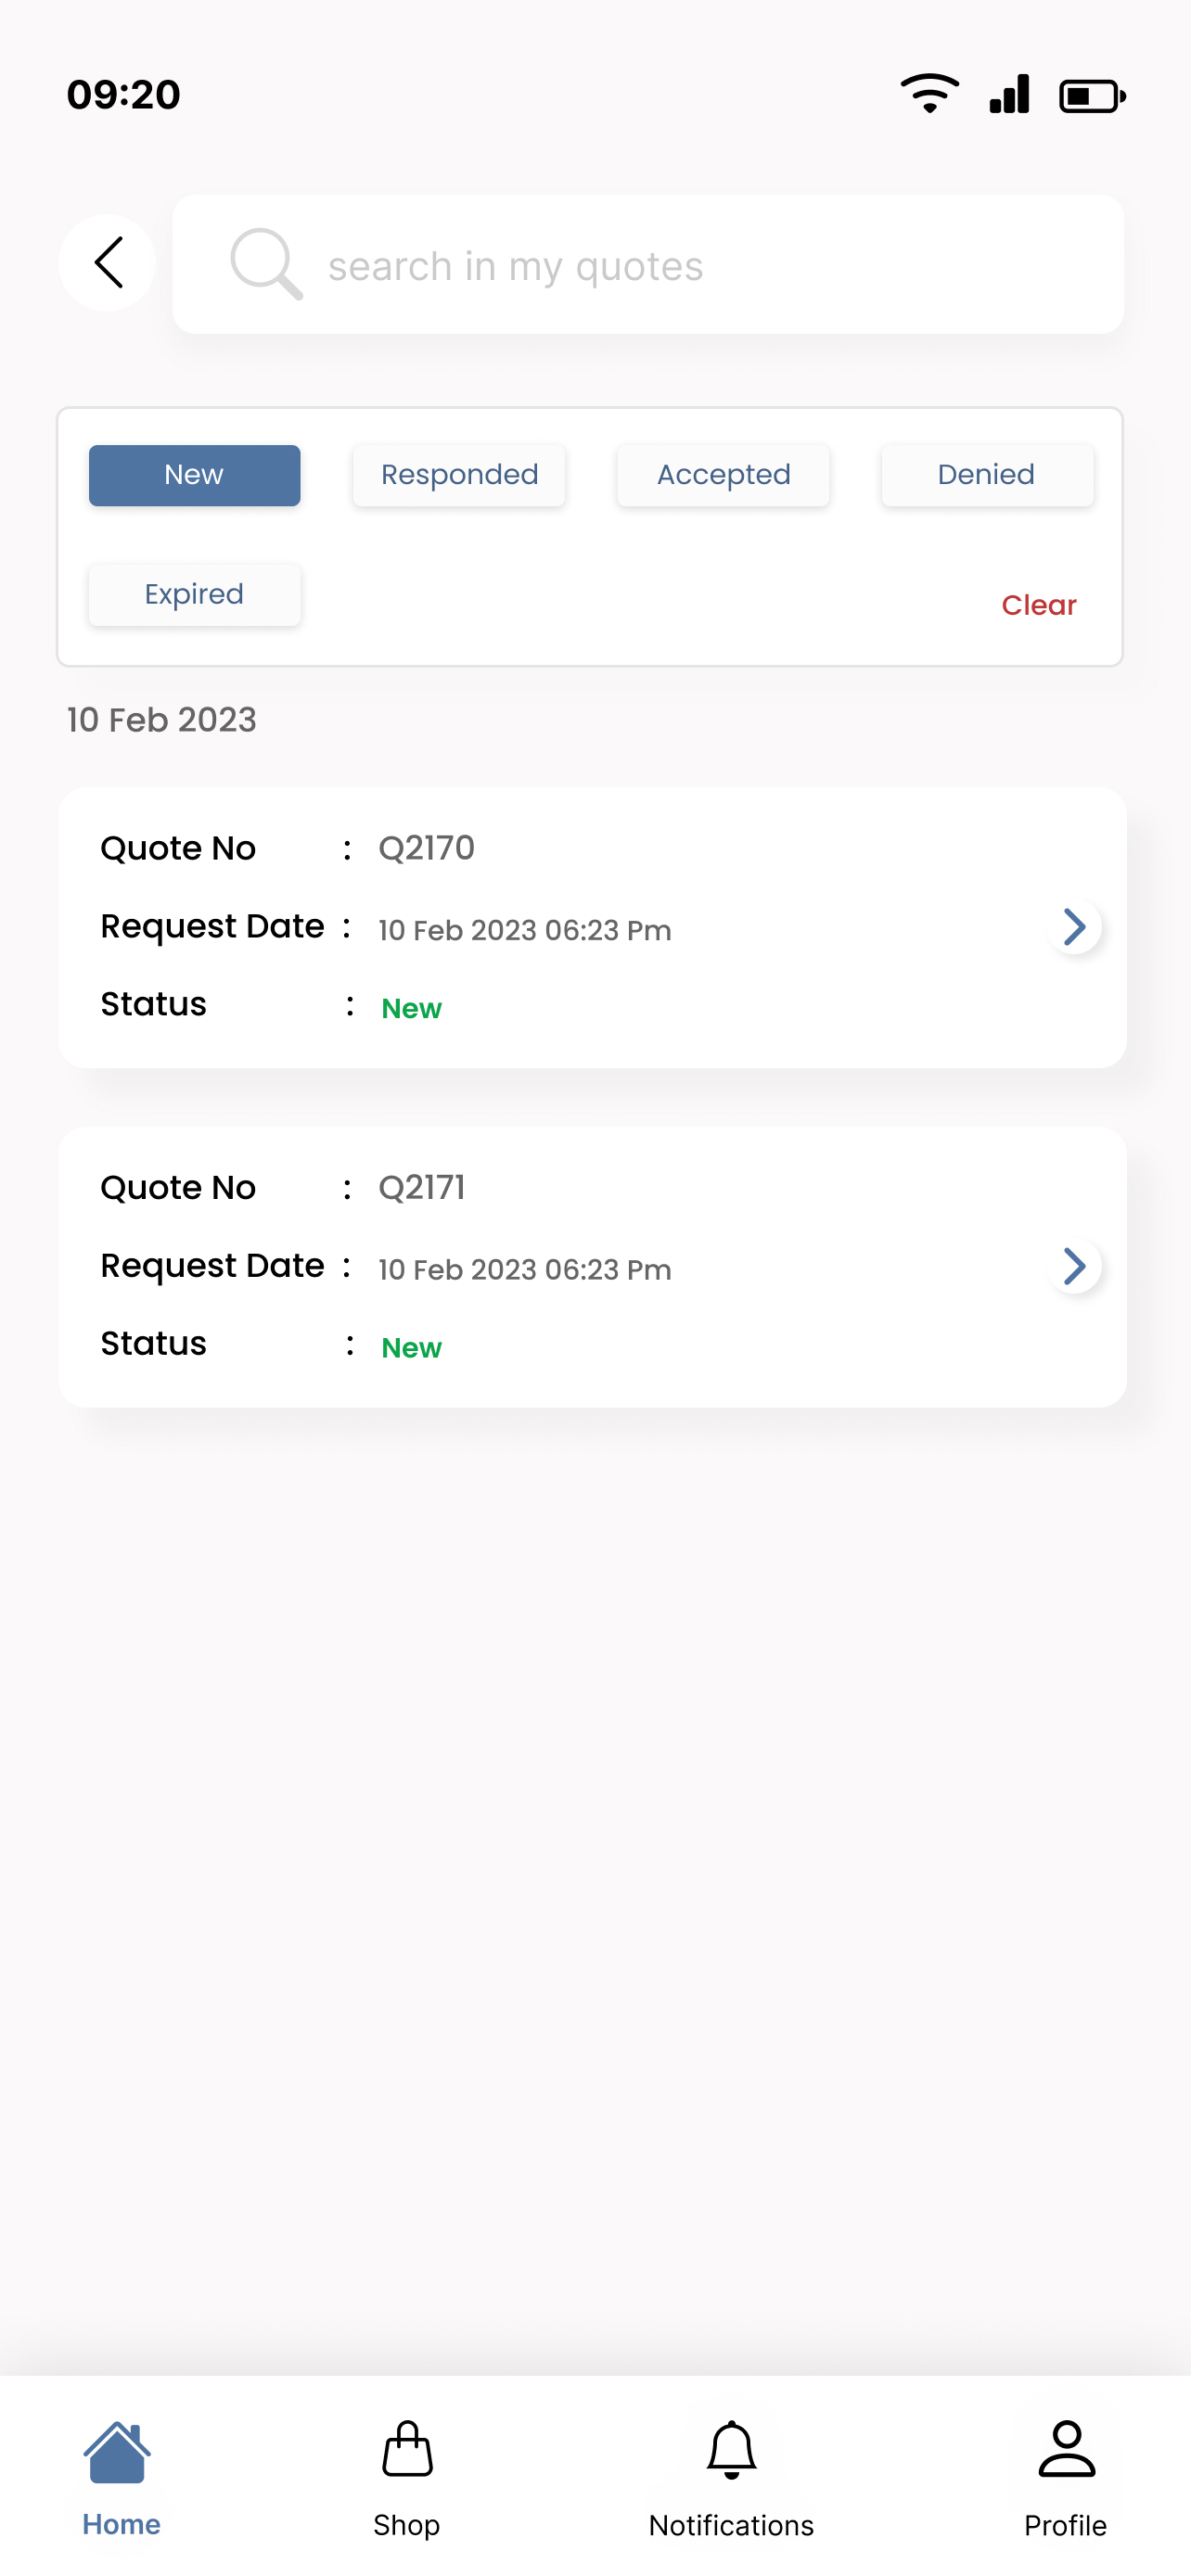 09:20
search in my quotes
New Responded Accepted Denied
Expired Clear
10 Feb 2023
Quote No : Q2170
Request Date : 10 Feb 2023 06:23 Pm
Status : New
Quote No : Q2171
Request Date : 10 Feb 2023 06:23 Pm
Status : New
Home Shop Notifications Profile